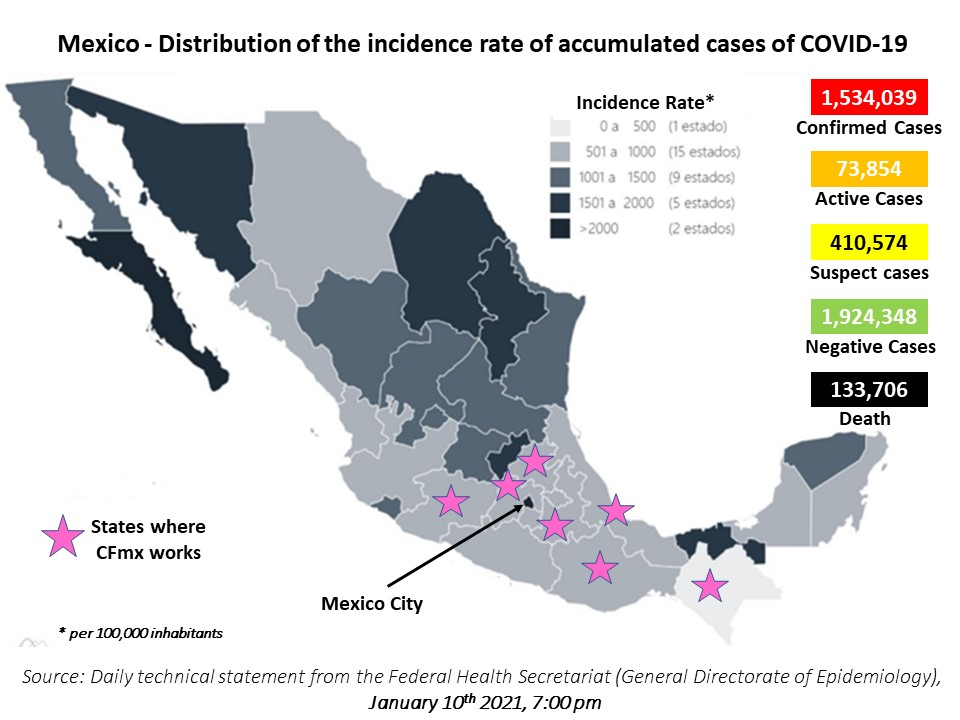 Mexico - Distribution of the incidence rate of accumulated cases of COVID-19
Incidence Rate*
0 a 500 (1 estado)
501 a 1000 (15 estados)
1001 a 1500 (9 estados)
1501 a 2000 (5 estados)
>2000 (2 estados)
1,534,039
Confirmed Cases
73,854
Active Cases
410,574
Suspect cases
1,924,348
Negative Cases
133,706
Death
States where
CFmx works
Mexico City
* per 100,000 inhabitants
Source: Daily technical statement from the Federal Health Secretariat (General Directorate of Epidemiology),
January 10th 2021, 7:00 pm